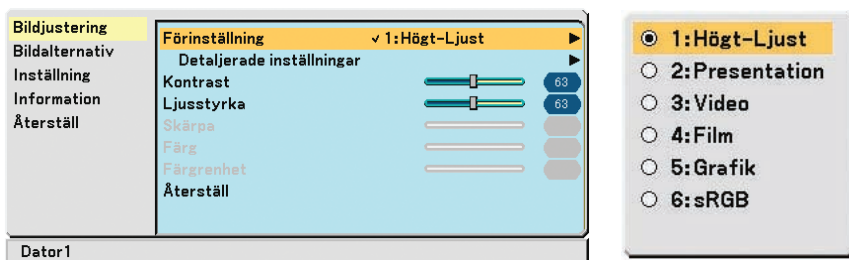 Bildjustering
Bildalternativ
Inställning
Information
Återställ
Förinställning ✓ 1:Högt-Ljust
Detaljerade inställningar
Kontrast 63
Ljusstyrka 63
Skärpa
Färg
Färgrenhet
Återställ
Dator1
1:Högt-Ljust
2:Presentation
3:Video
4:Film
5:Grafik
6:sRGB